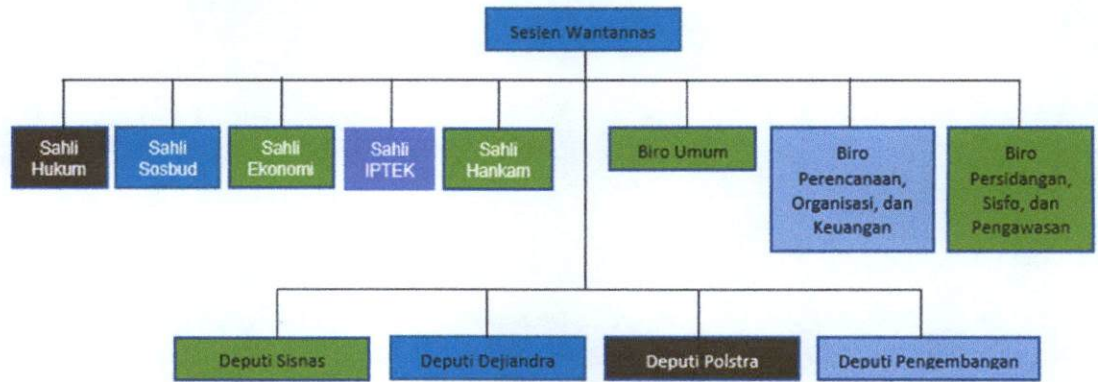 Sesjen Wantannas
Sahli
Hukum
Sahli
Sosbud
Sahli
Ekonomi
Sahli
IPTEK
Sahli
Hankam
Biro Umum
Biro
Perencanaan,
Organisasi, dan
Keuangan
Biro
Persidangan,
Sisfo, dan
Pengawasan
Deputi Sisnas
Deputi Dejiandra
Deputi Polstra
Deputi Pengembangan